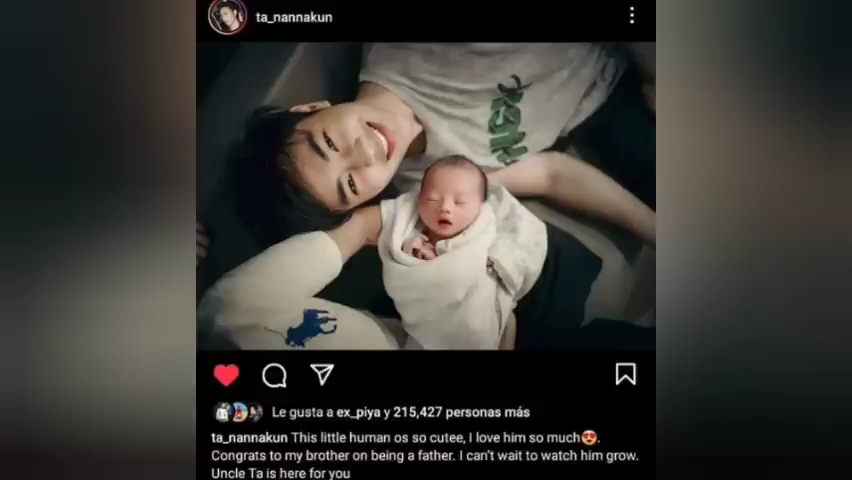 ta_nannakun
Le gusta a ex_piya y 215,427 personas más
ta_nannakun This little human os so cutee, I love him so much😍.
Congrats to my brother on being a father. I can't wait to watch him grow.
Uncle Ta is here for you